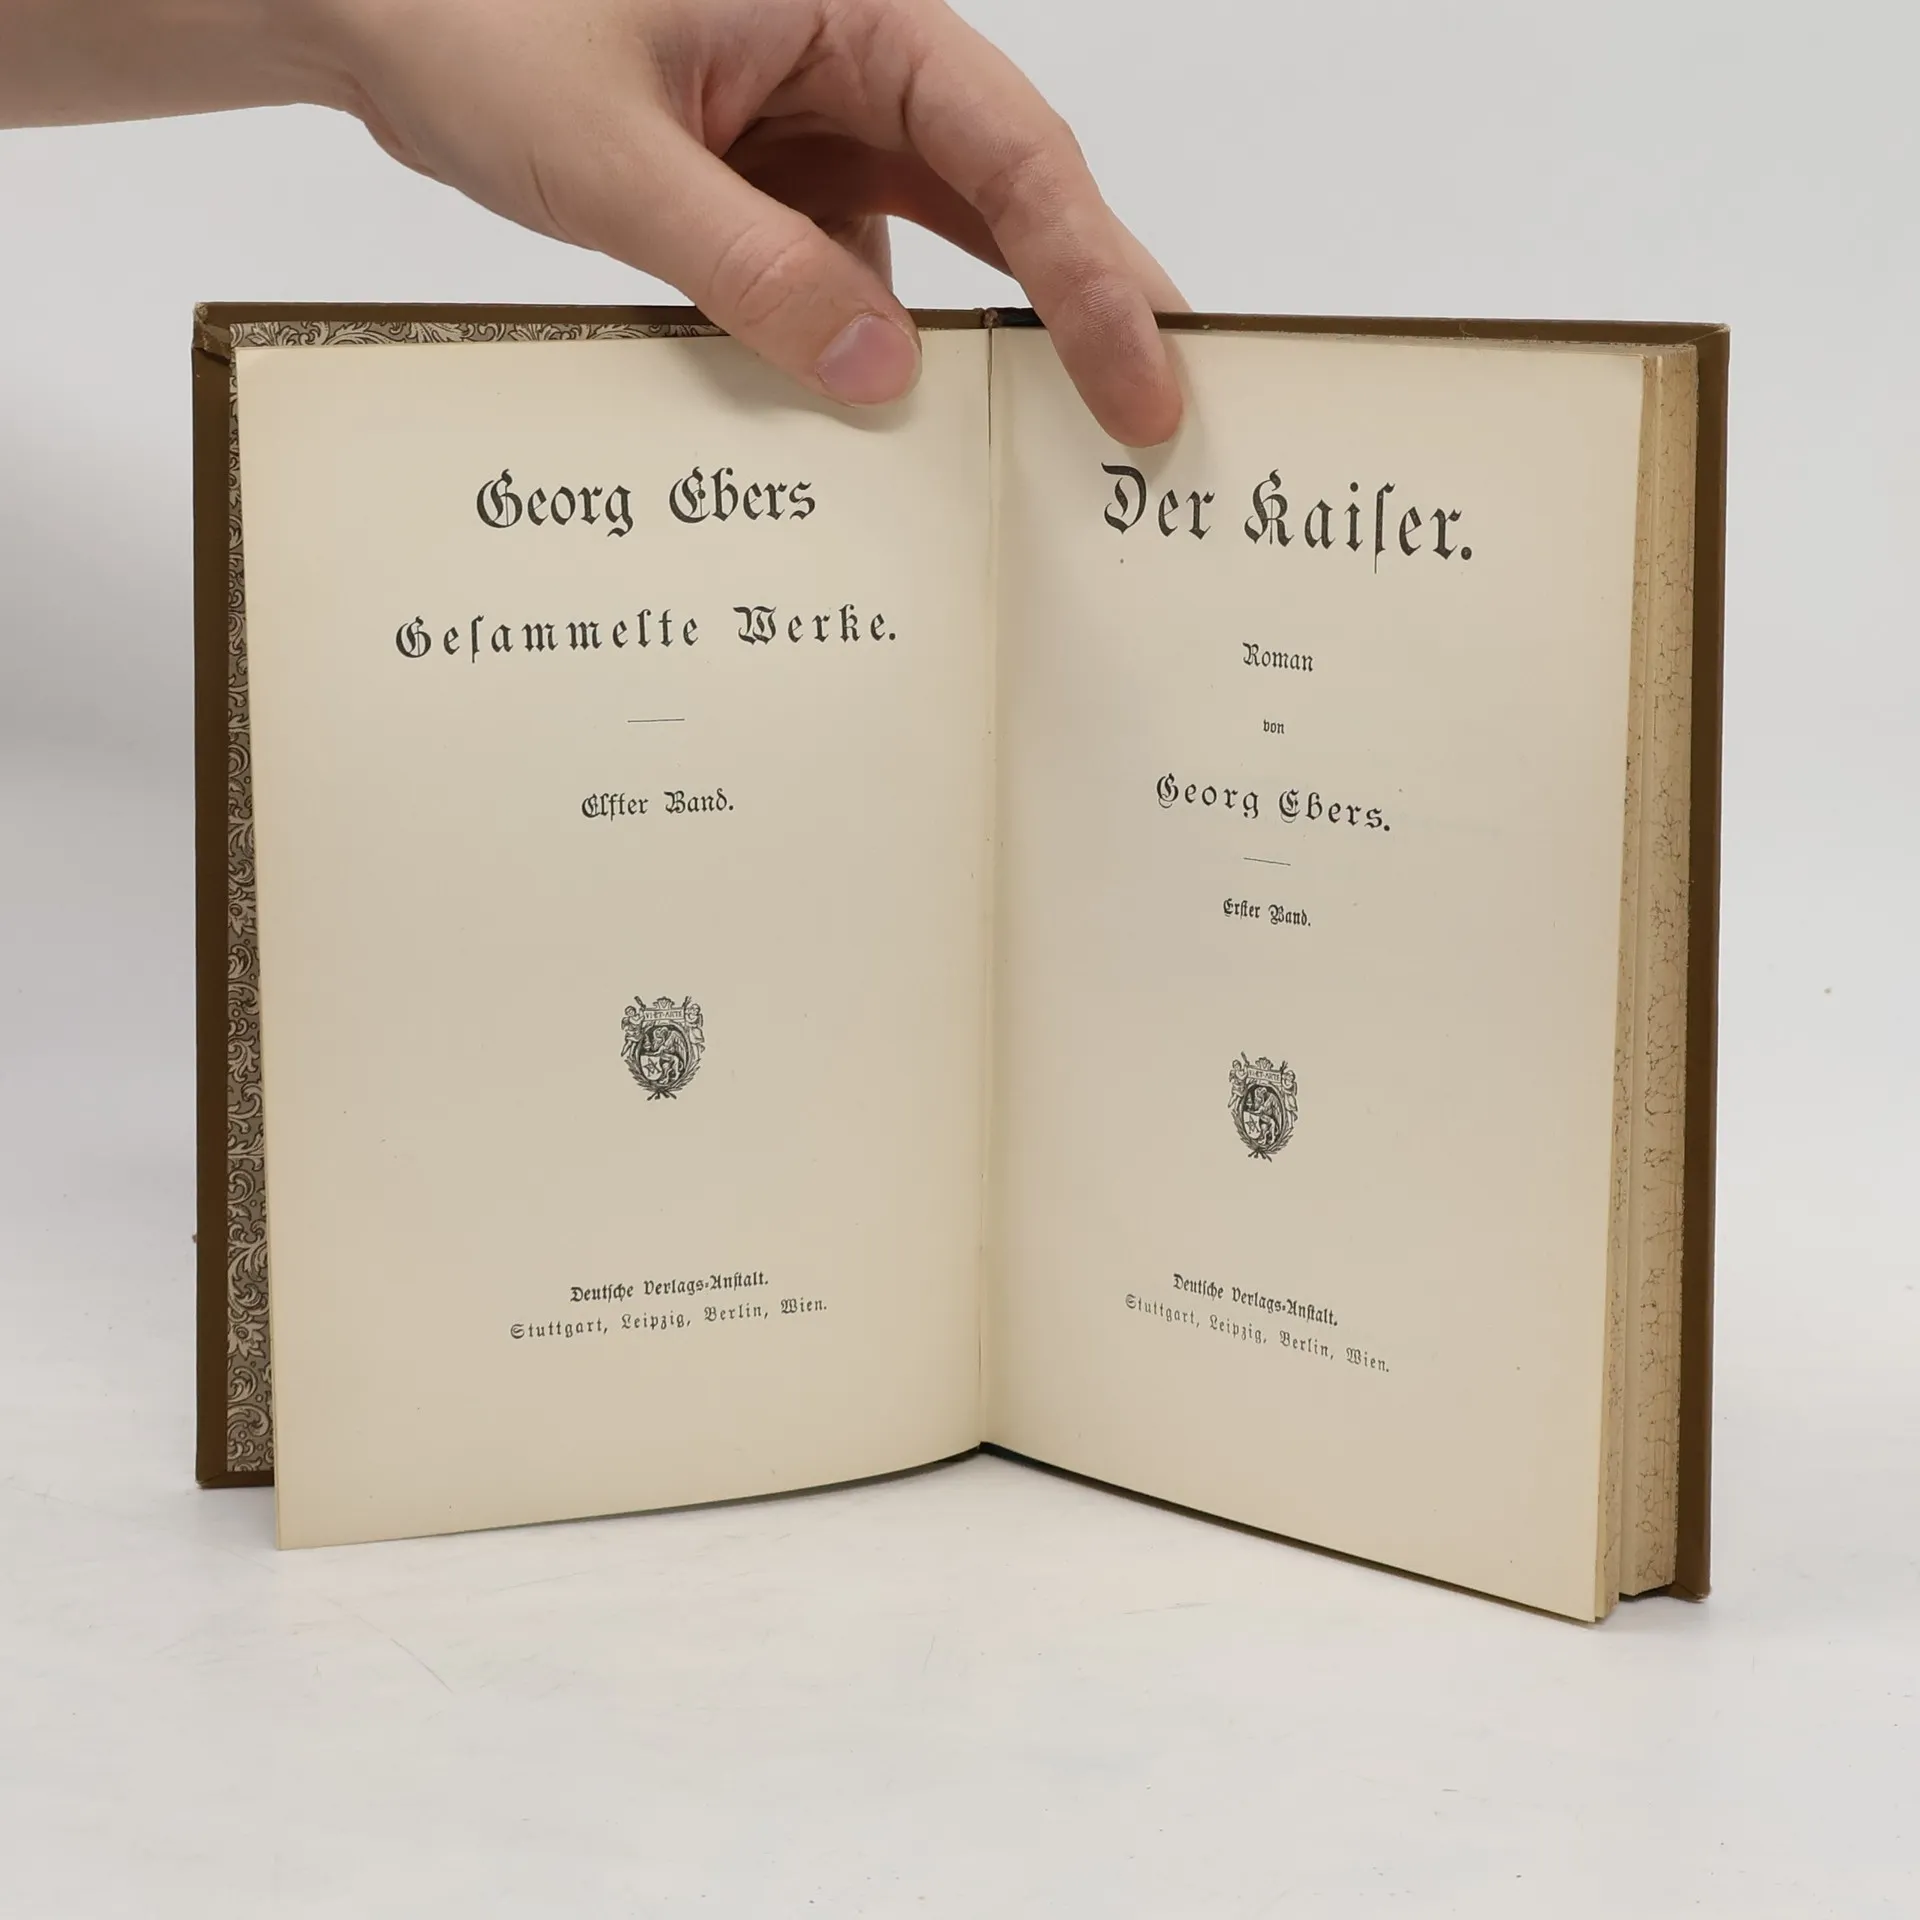 Georg Ebers
Gesammelte Werke.
Elfter Band.
Deutsche Verlags-Anstalt.
Stuttgart, Leipzig, Berlin, Wien.
Der Kaiſer.
Roman
von
Georg Ebers.
Erſter Band.
Deutſche Verlags-Anſtalt.
Stuttgart, Leipzig, Berlin, Wien.